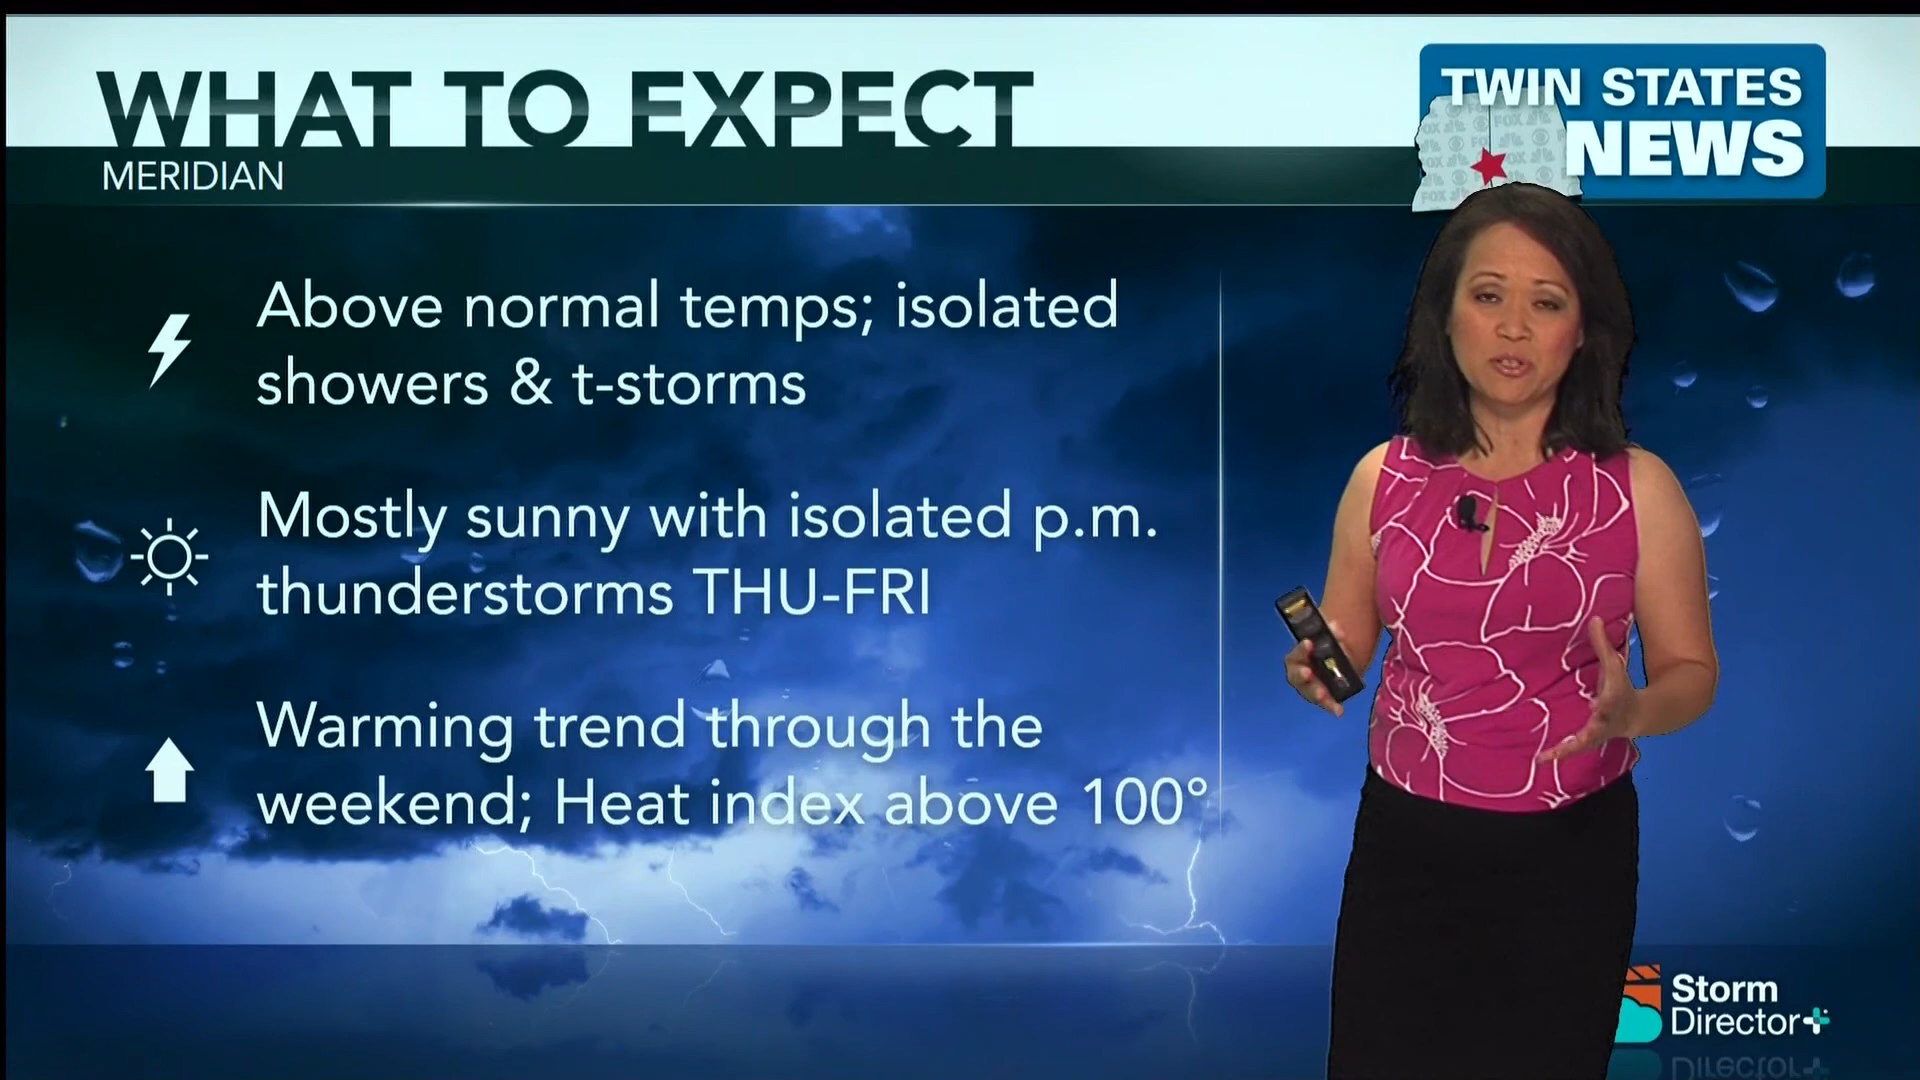 WHAT TO EXPECT
MERIDIAN
TWIN STATES
NEWS
Above normal temps; isolated
showers & t-storms
Mostly sunny with isolated p.m.
thunderstorms THU-FRI
Warming trend through the
weekend; Heat index above 100°
Storm
Director+